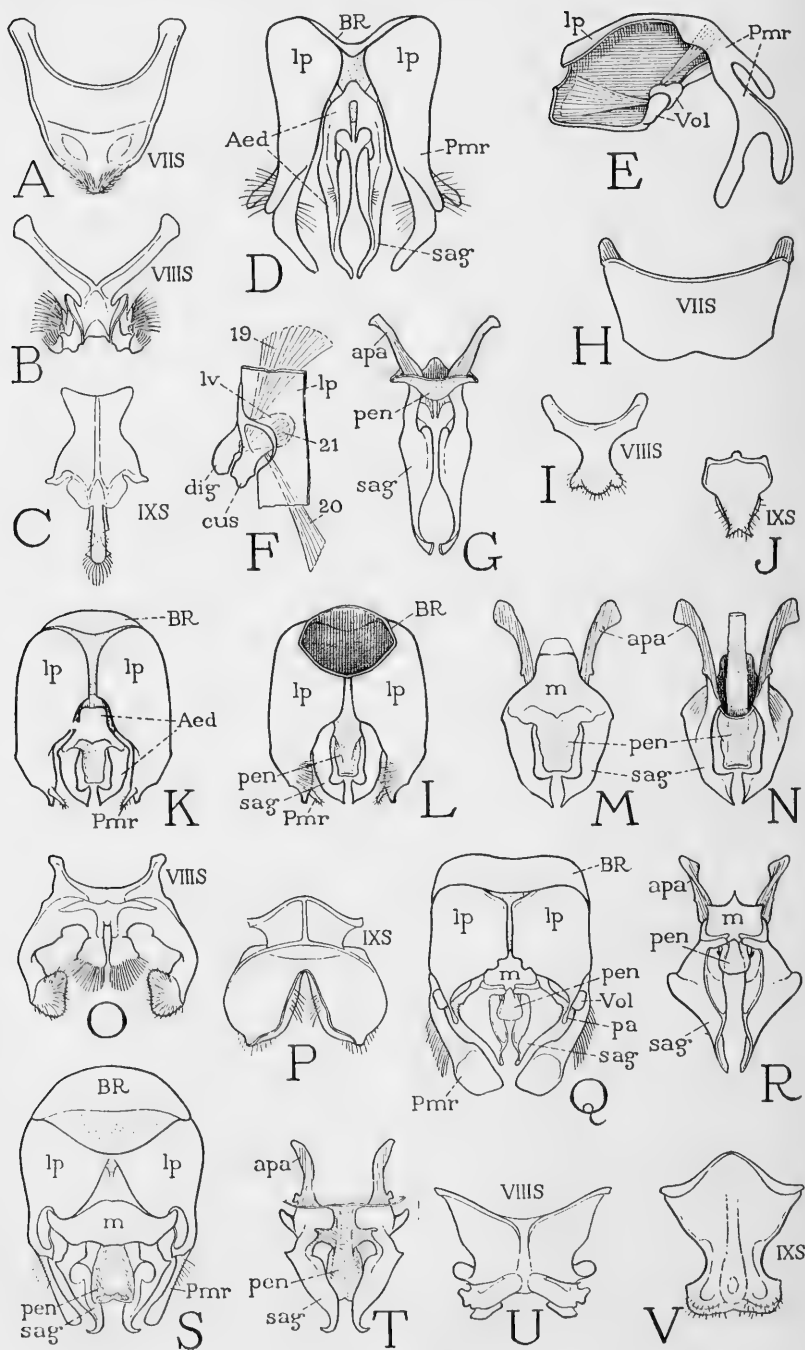 VIIS
A
VIIIS
B
IXS
C
BR
lp
lp
Aed
Pmr
sag
D
lp
Pmr
Vol
E
19
lv
lp
21
dig
cus
20
F
apa
pen
sag
G
VIIS
H
VIIIS
I
IXS
J
BR
lp
lp
Aed
Pmr
K
BR
lp
lp
pen
sag
Pmr
L
apa
m
pen
sag
M
N
VIIIS
O
IXS
P
BR
lp
lp
m
pen
Vol
pa
sag
Pmr
Q
apa
m
pen
sag
R
BR
lp
lp
m
pen
sag
Pmr
S
apa
pen
sag
T
VIIIS
U
IXS
V